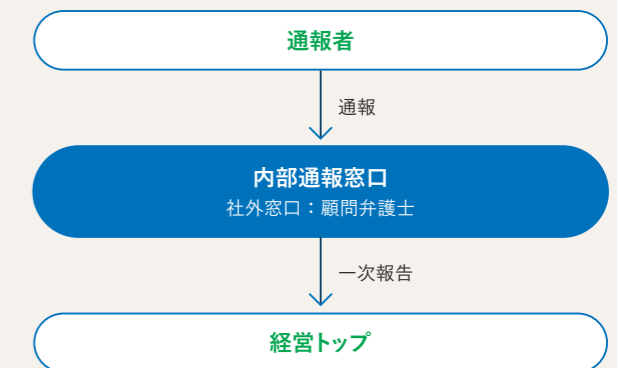 通報者
通報
内部通報窓口
社外窓口：顧問弁護士
一次報告
経営トップ